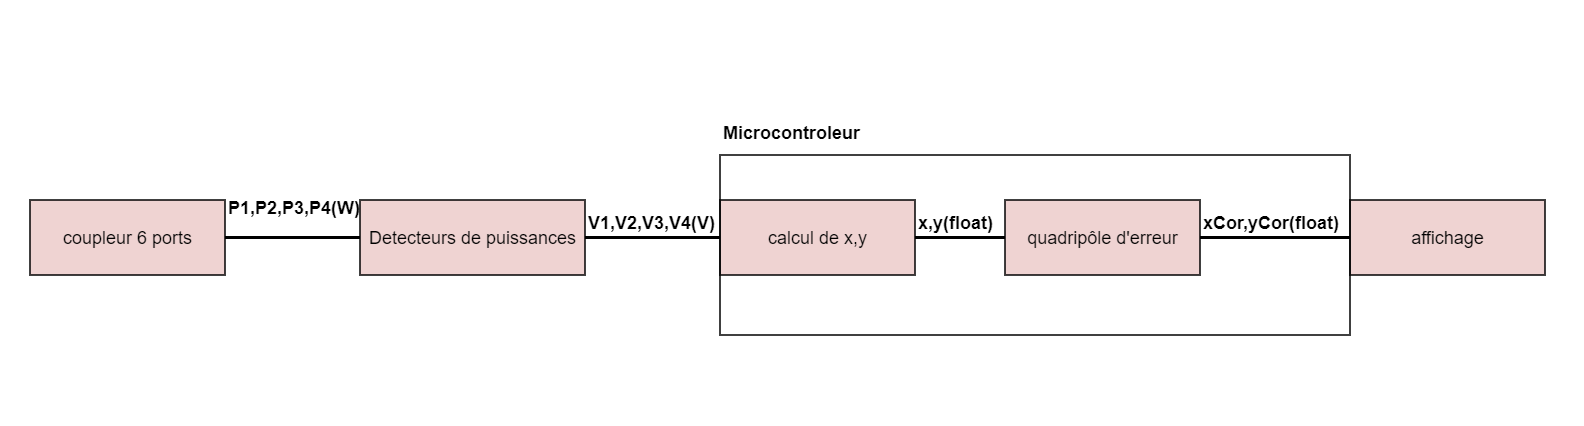 Microcontroleur
P1,P2,P3,P4(W)
V1,V2,V3,V4(V)
x,y(float)
xCor,yCor(float)
coupleur 6 ports
Detecteurs de puissances
calcul de x,y
quadripôle d'erreur
affichage